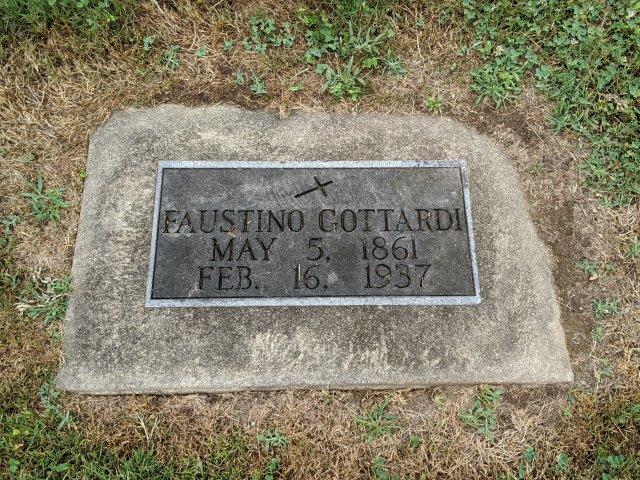 FAUSTINO GOTTARDI
MAY 5, 1861
FEB. 16, 1937